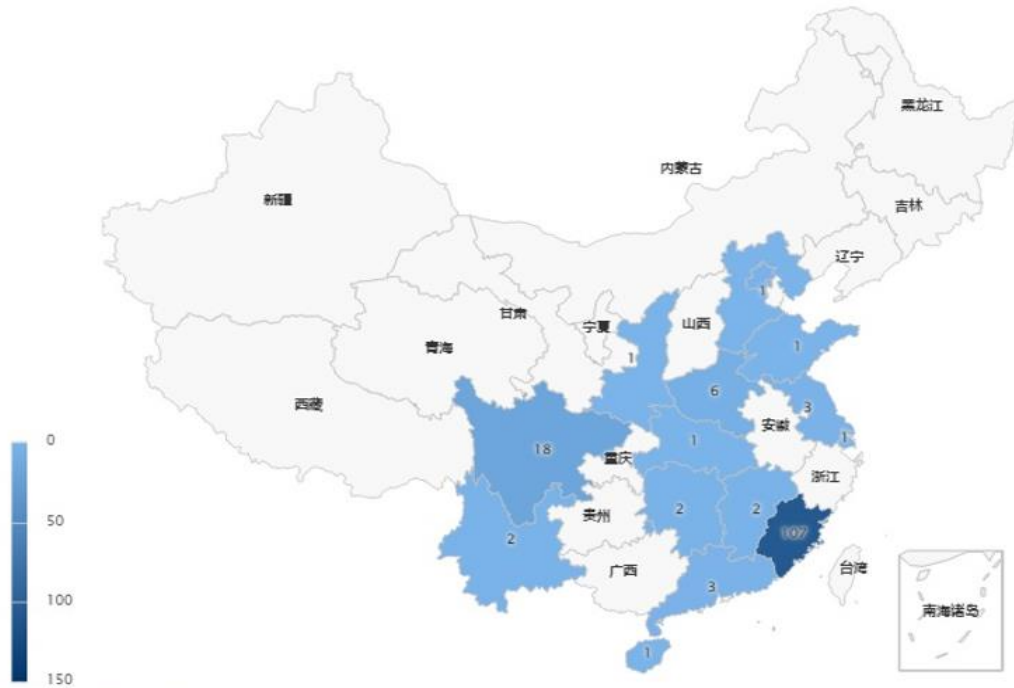 黑龙江
内蒙古
新疆
吉林
辽宁
1
甘肃
宁夏
山西
青海
1
1
6
西藏
3
安徽
0
1
1
18
重庆
浙江
2
2
贵州
50
107
2
台湾
广西
3
100
南海诸岛
1
150